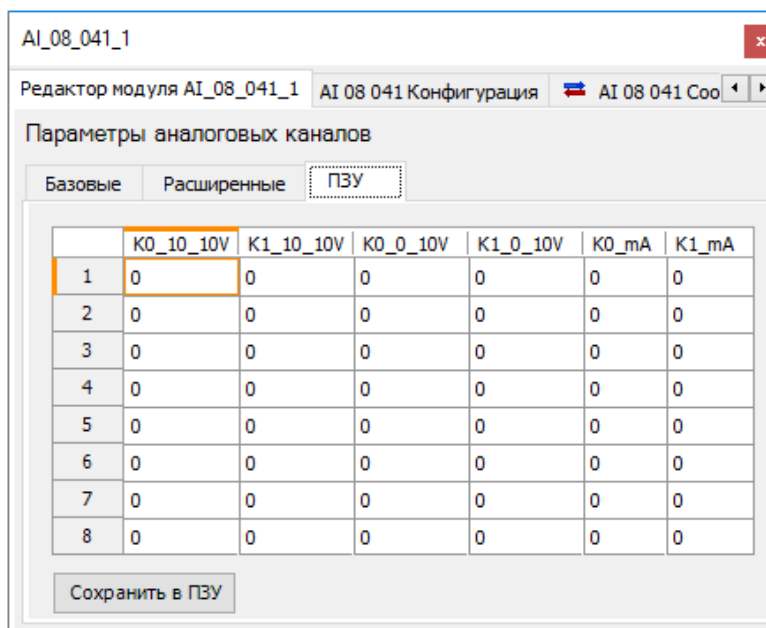 AI_08_041_1
x
Редактор модуля AI_08_041_1 AI 08 041 Конфигурация AI 08 041 Соо
Параметры аналоговых каналов
Базовые Расширенные ПЗУ
K0_10_10V K1_10_10V K0_0_10V K1_0_10V K0_mA K1_mA
1 0 0 0 0 0 0
2 0 0 0 0 0 0
3 0 0 0 0 0 0
4 0 0 0 0 0 0
5 0 0 0 0 0 0
6 0 0 0 0 0 0
7 0 0 0 0 0 0
8 0 0 0 0 0 0
Сохранить в ПЗУ